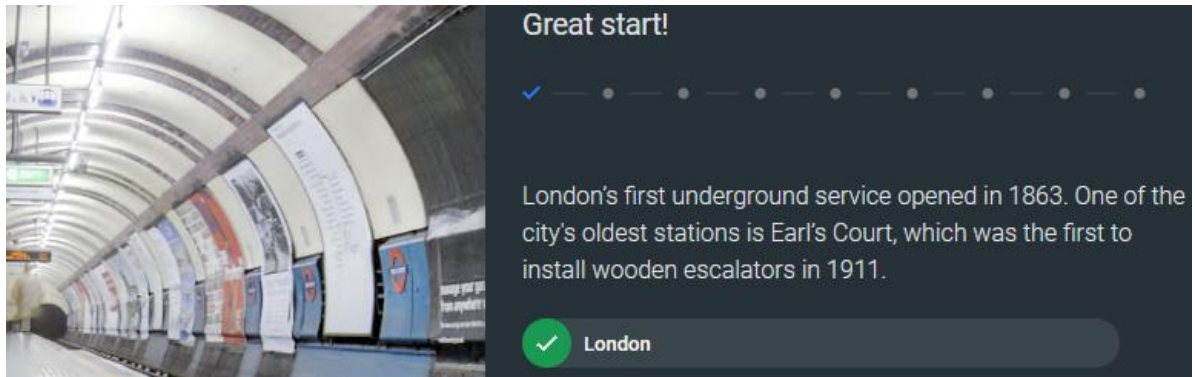 Great start!
London's first underground service opened in 1863. One of the
city's oldest stations is Earl's Court, which was the first to
install wooden escalators in 1911.
London